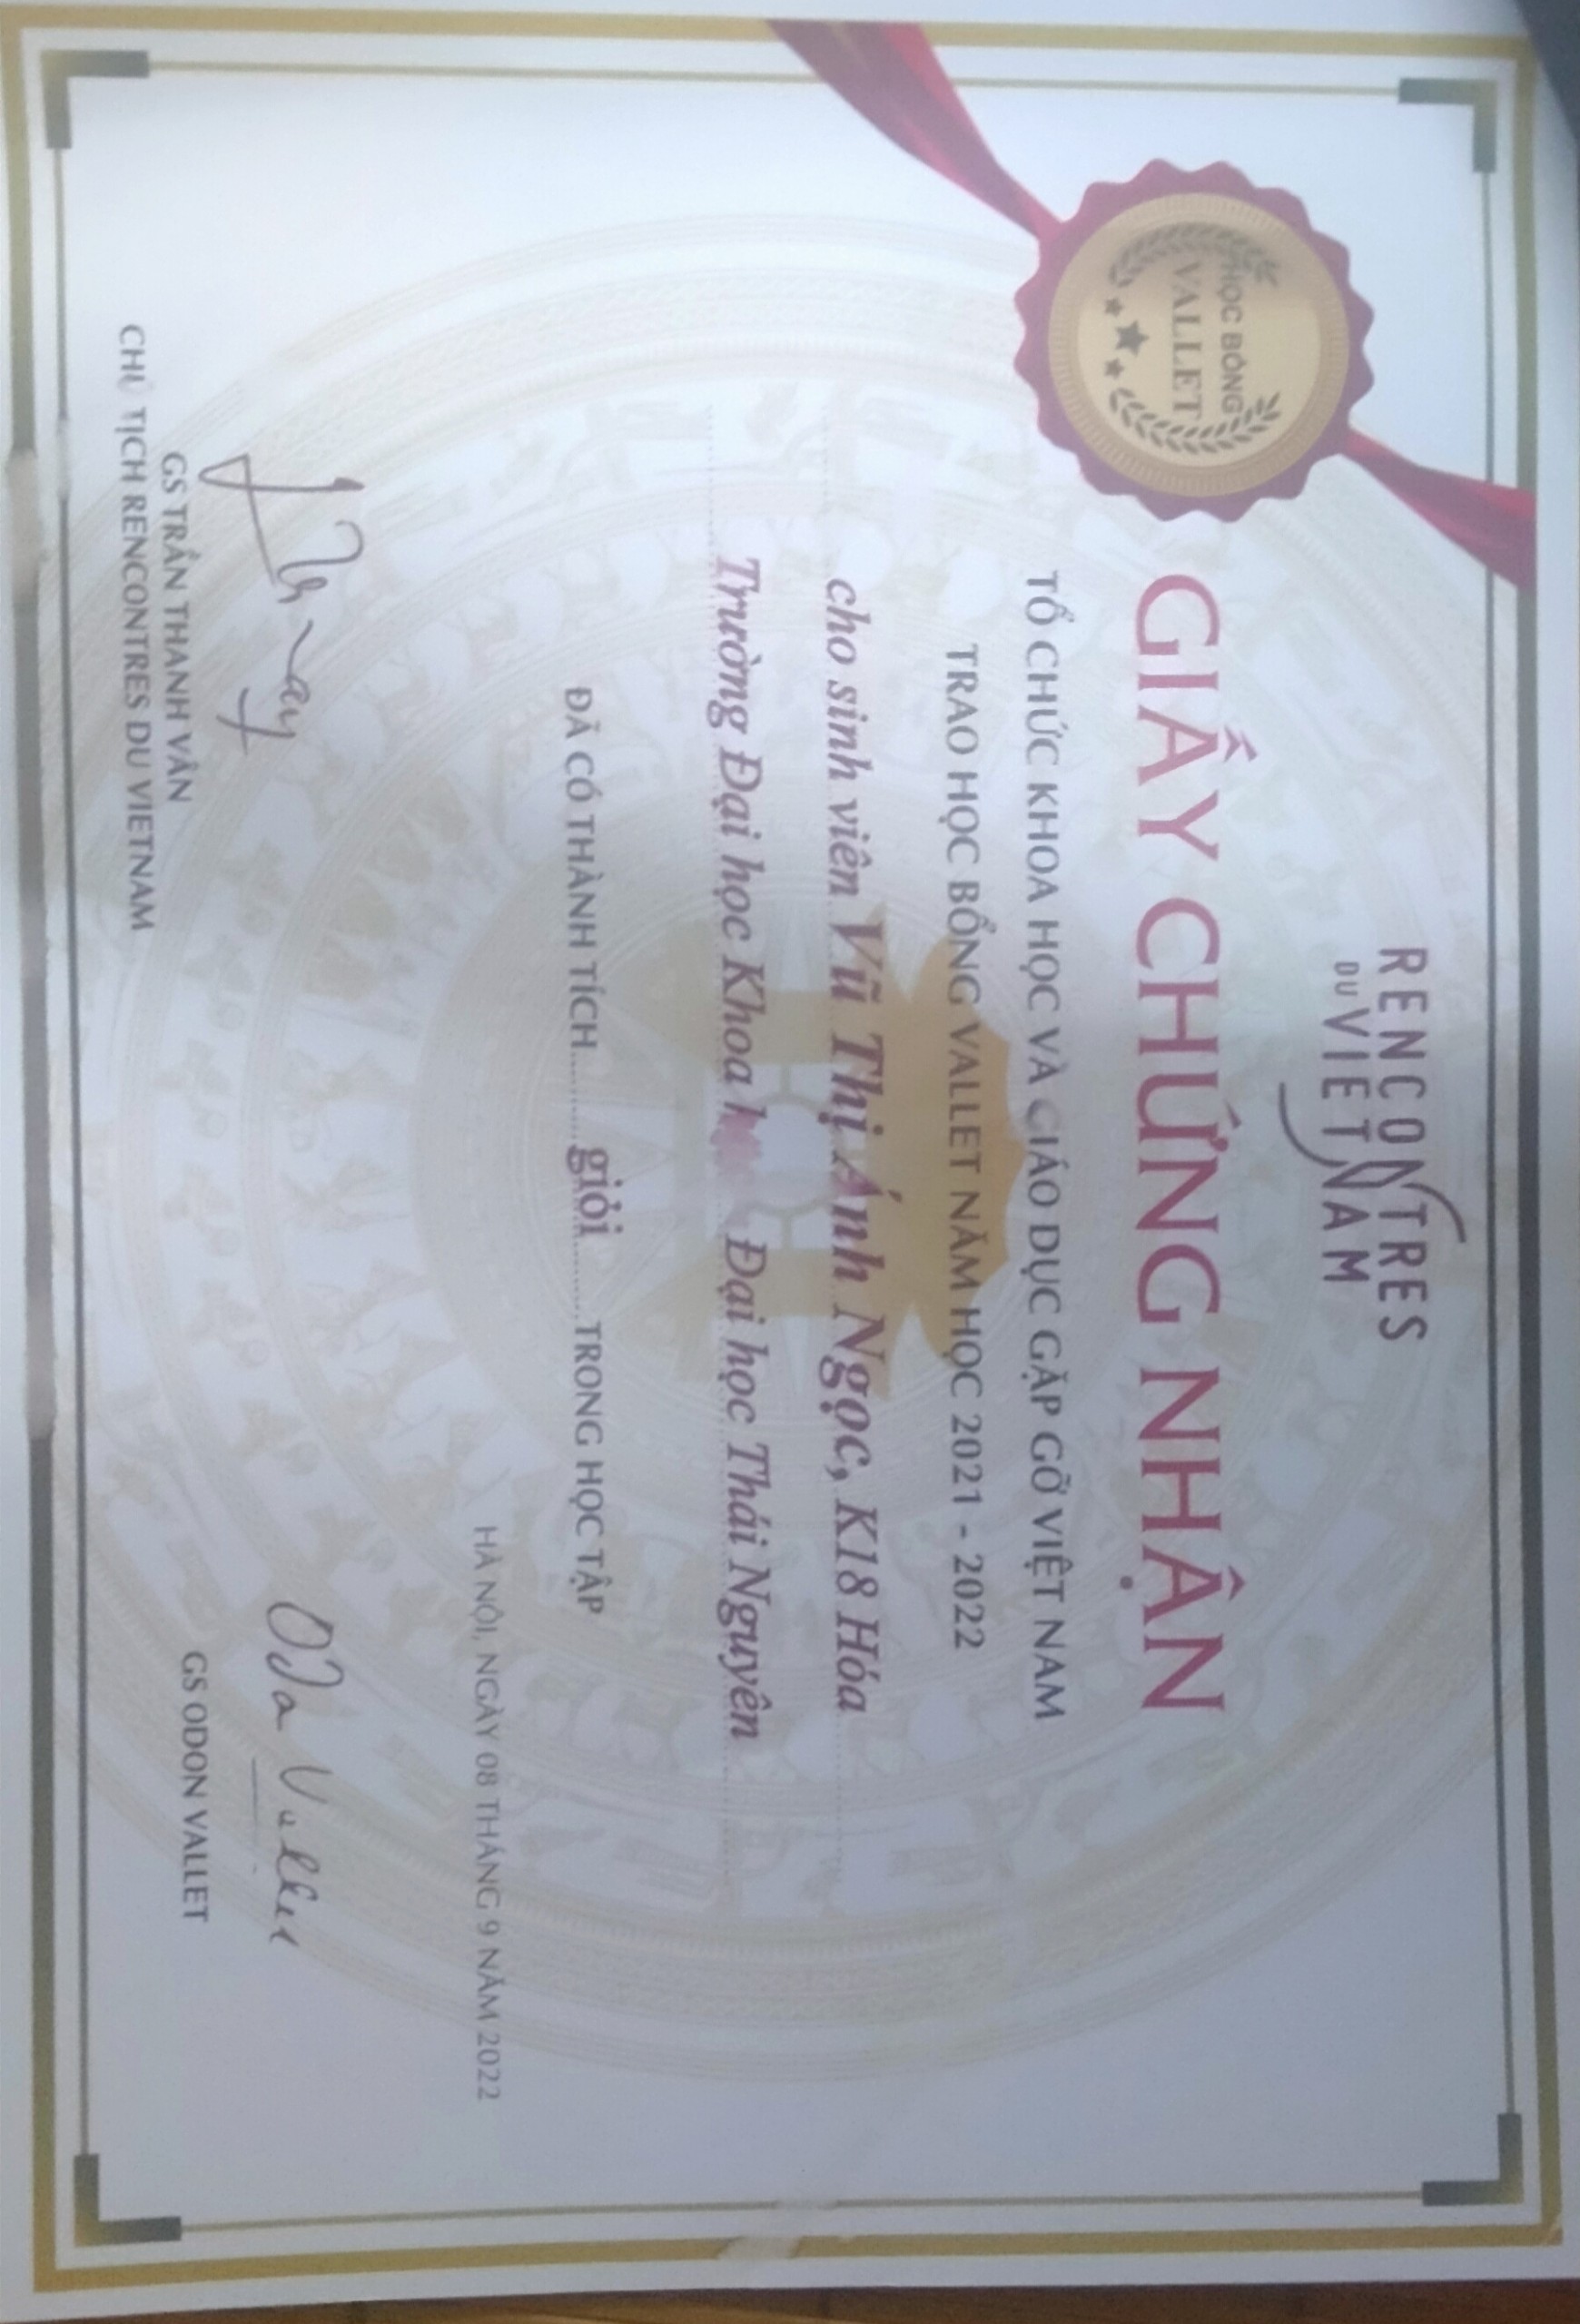 RENCONTRES
DU VIETNAM
HỌC BỔNG
VALLET
GIẤY CHỨNG NHẬN
TỔ CHỨC KHOA HỌC VÀ GIÁO DỤC GẶP GỠ VIỆT NAM
TRAO HỌC BỔNG VALLET NĂM HỌC 2021 - 2022
cho sinh viên Vũ Thị Ánh Ngọc, K18 Hóa
Trường Đại học Khoa Đại học Thái Nguyên
ĐÃ CÓ THÀNH TÍCH..........giỏi..........TRONG HỌC TẬP
HÀ NỘI, NGÀY 08 THÁNG 9 NĂM 2022
GS TRẦN THANH VÂN
CHỦ TỊCH RENCONTRES DU VIETNAM
GS ODON VALLET